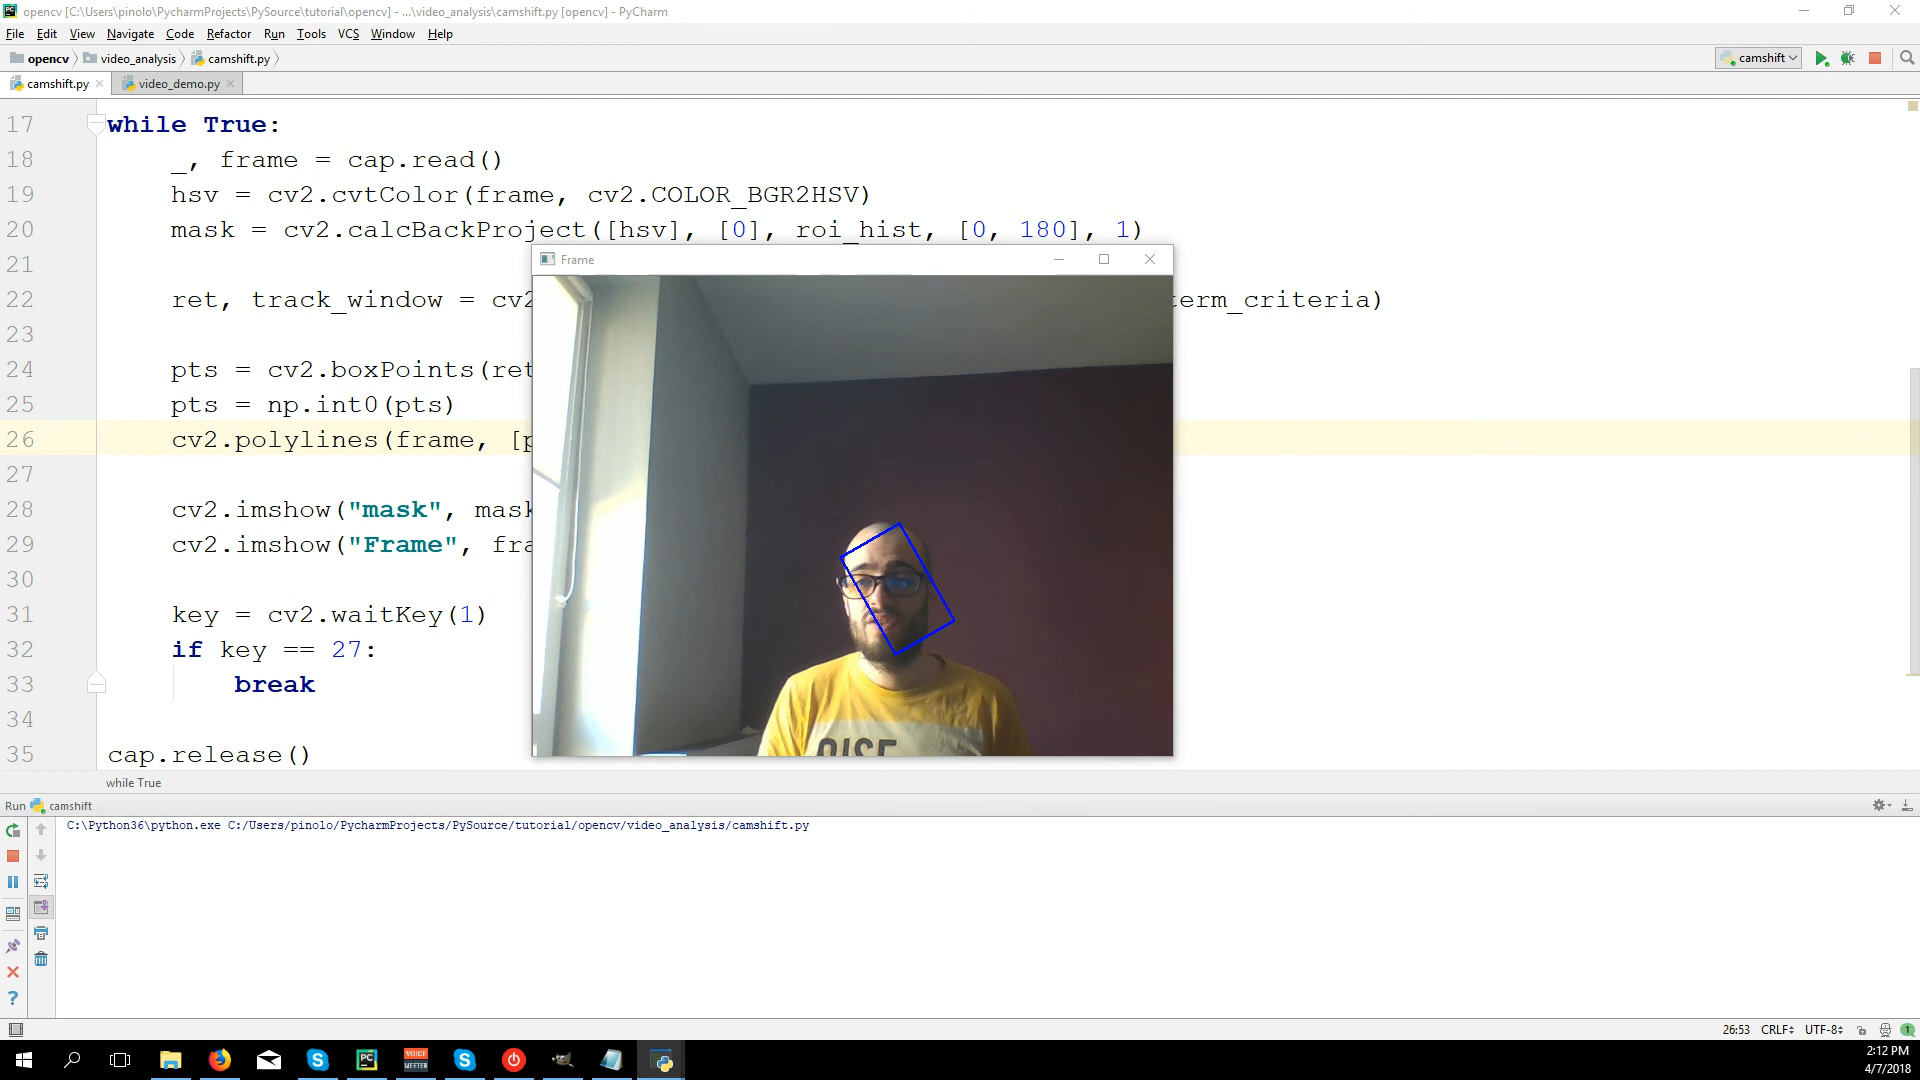 opencv [C:\Users\pinolo\PycharmProjects\PySource\tutorial\opencv] - ...\video_analysis\camshift.py [opencv] - PyCharm
File Edit View Navigate Code Refactor Run Tools VCS Window Help
opencv video_analysis camshift.py camshift
camshift.py video_demo.py
17 while True:
18 _, frame = cap.read()
19 hsv = cv2.cvtColor(frame, cv2.COLOR_BGR2HSV)
20 mask = cv2.calcBackProject([hsv], [0], roi_hist, [0, 180], 1)
21
Frame
22 ret, track_window = cv2 term_criteria)
23
24 pts = cv2.boxPoints(ret
25 pts = np.int0(pts)
26 cv2.polylines(frame, [p
27
28 cv2.imshow("mask", mask
29 cv2.imshow("Frame", fra
30
31 key = cv2.waitKey(1)
32 if key == 27:
33 break
34
35 cap.release()
while True
Run camshift
C:\Python36\python.exe C:/Users/pinolo/PycharmProjects/PySource/tutorial/opencv/video_analysis/camshift.py
26:53 CRLF UTF-8 1
PC VOICE MEETER
2:12 PM
4/7/2018